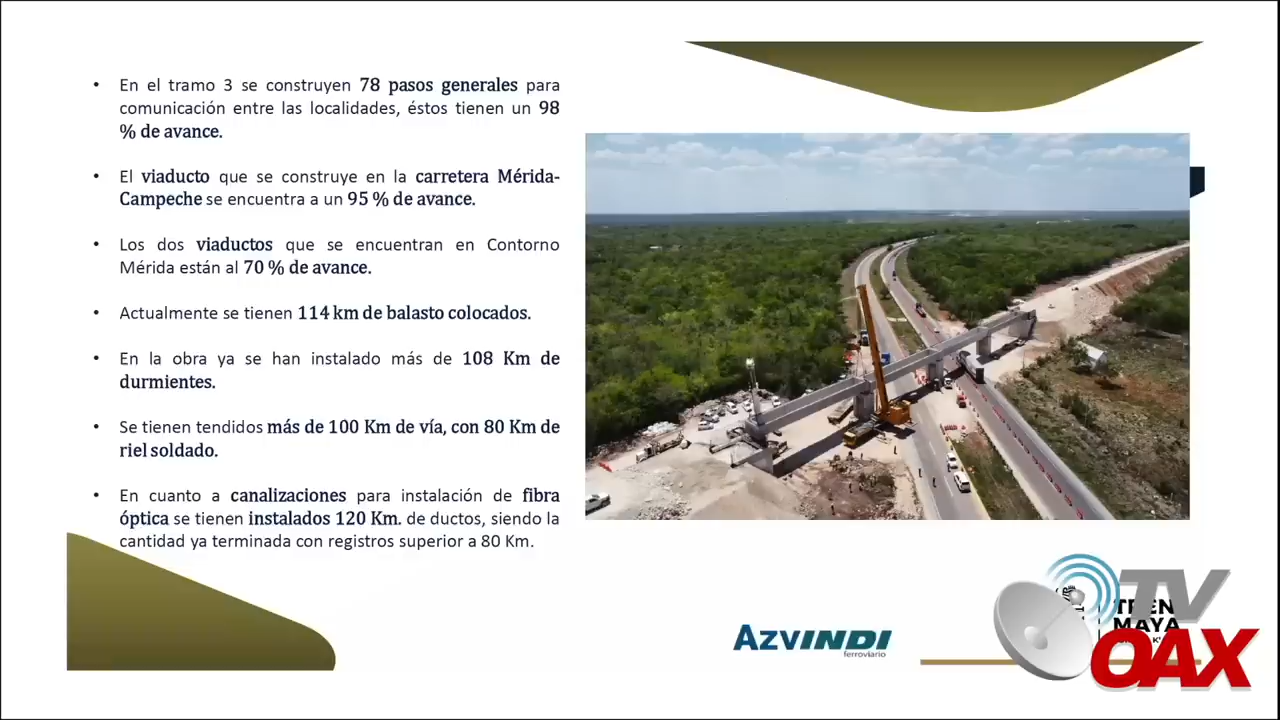 • En el tramo 3 se construyen 78 pasos generales para
comunicación entre las localidades, éstos tienen un 98
% de avance.
• El viaducto que se construye en la carretera Mérida-
Campeche se encuentra a un 95 % de avance.
• Los dos viaductos que se encuentran en Contorno
Mérida están al 70 % de avance.
• Actualmente se tienen 114 km de balasto colocados.
• En la obra ya se han instalado más de 108 Km de
durmientes.
• Se tienen tendidos más de 100 Km de vía, con 80 Km de
riel soldado.
• En cuanto a canalizaciones para instalación de fibra
óptica se tienen instalados 120 Km. de ductos, siendo la
cantidad ya terminada con registros superior a 80 Km.
AZVINDI
ferroviario
TREN
MAYA
TV
OAX